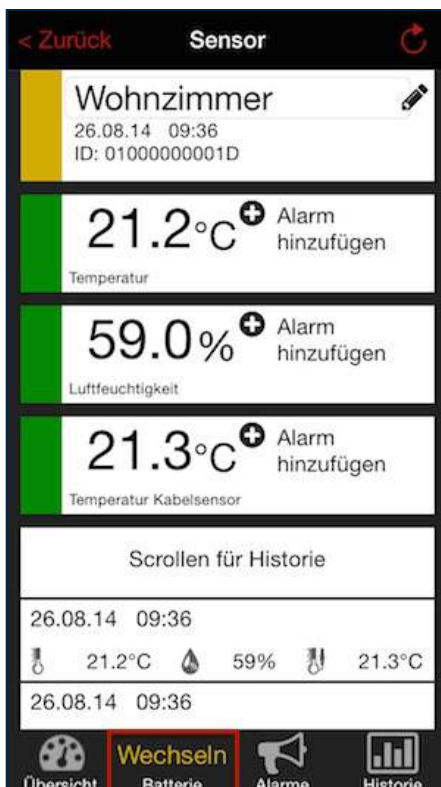 < Zurück Sensor
Wohnzimmer
26.08.14 09:36
ID: 01000000001D
21.2°C Alarm hinzufügen
Temperatur
59.0% Alarm hinzufügen
Luftfeuchtigkeit
21.3°C Alarm hinzufügen
Temperatur Kabelsensor
Scrollen für Historie
26.08.14 09:36
21.2°C 59% 21.3°C
26.08.14 09:36
Wechseln
Übersicht Batterie Alarme Historie